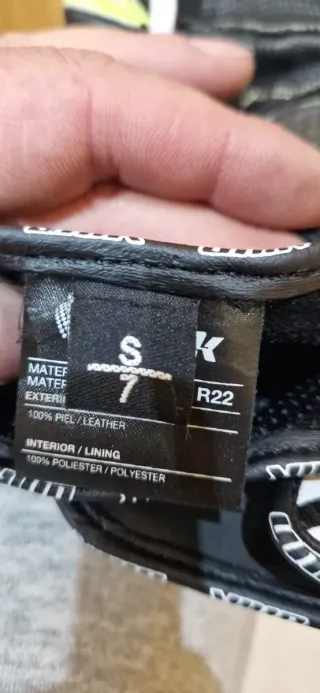 S
7
K
MATER
MATER
R22
EXTERI
100% PIEL / LEATHER
INTERIOR / LINING
100% POLIESTER / POLYESTER